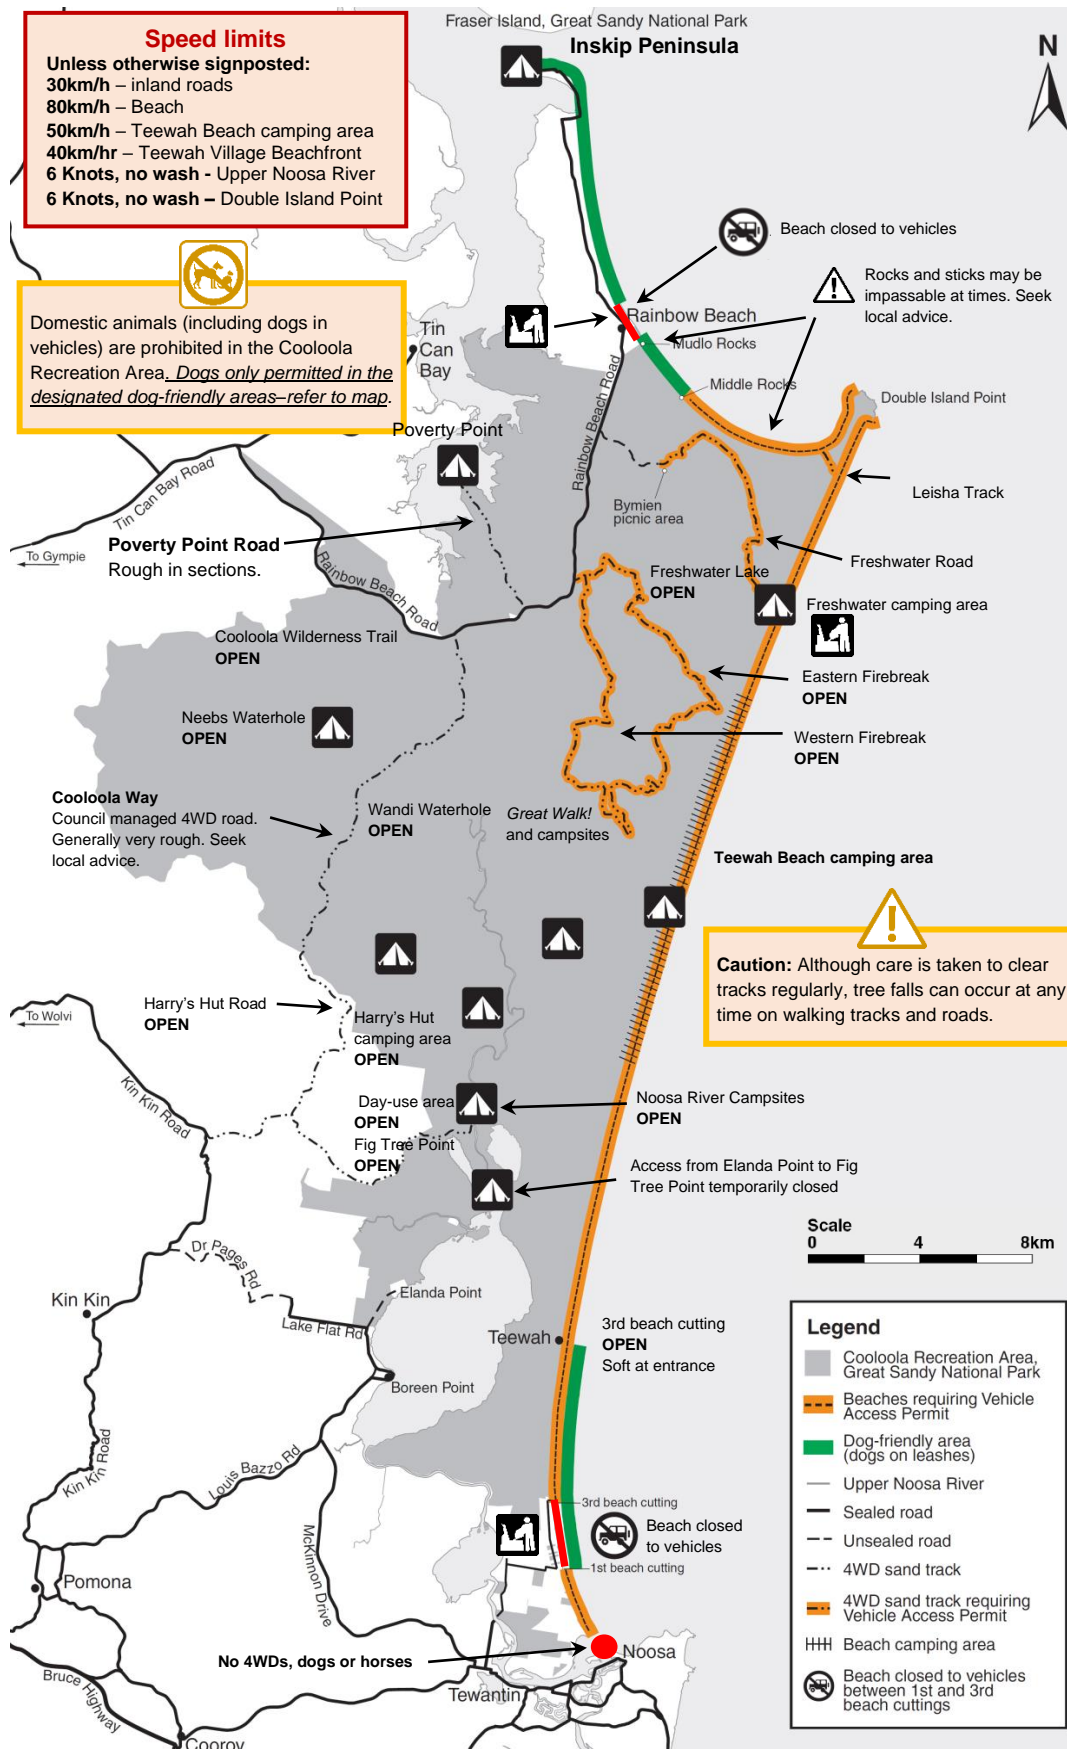 Fraser Island, Great Sandy National Park
Inskip Peninsula
N
Speed limits
Unless otherwise signposted:
30km/h – inland roads
80km/h – Beach
50km/h – Teewah Beach camping area
40km/hr – Teewah Village Beachfront
6 Knots, no wash - Upper Noosa River
6 Knots, no wash – Double Island Point
Beach closed to vehicles
Rocks and sticks may be
impassable at times. Seek
local advice.
Domestic animals (including dogs in
vehicles) are prohibited in the Cooloola
Recreation Area. Dogs only permitted in the
designated dog-friendly areas–refer to map.
Tin
Can
Bay
Rainbow Beach
Mudlo Rocks
Middle Rocks
Double Island Point
Rainbow Beach Road
Poverty Point
Tin Can Bay Road
Bymien
picnic area
Leisha Track
To Gympie
Poverty Point Road
Rough in sections.
Rainbow Beach Road
Freshwater Road
Freshwater Lake
OPEN
Freshwater camping area
Cooloola Wilderness Trail
OPEN
Eastern Firebreak
OPEN
Neebs Waterhole
OPEN
Western Firebreak
OPEN
Cooloola Way
Council managed 4WD road.
Generally very rough. Seek
local advice.
Wandi Waterhole
OPEN
Great Walk!
and campsites
Teewah Beach camping area
Caution: Although care is taken to clear
tracks regularly, tree falls can occur at any
time on walking tracks and roads.
Harry's Hut Road
OPEN
To Wolvi
Harry's Hut
camping area
OPEN
Kin Kin Road
Day-use area
OPEN
Noosa River Campsites
OPEN
Fig Tree Point
OPEN
Access from Elanda Point to Fig
Tree Point temporarily closed
Scale
0 4 8km
Dr Pages Rd
Kin Kin
Elanda Point
Lake Flat Rd
Teewah
3rd beach cutting
OPEN
Soft at entrance
Boreen Point
Kin Kin Road
Louis Bazzo Rd
McKinnon Drive
3rd beach cutting
Beach closed
to vehicles
1st beach cutting
Pomona
No 4WDs, dogs or horses
Noosa
Tewantin
Bruce Highway
Cooroy
Legend
Cooloola Recreation Area,
Great Sandy National Park
Beaches requiring Vehicle
Access Permit
Dog-friendly area
(dogs on leashes)
Upper Noosa River
Sealed road
Unsealed road
4WD sand track
4WD sand track requiring
Vehicle Access Permit
Beach camping area
Beach closed to vehicles
between 1st and 3rd
beach cuttings